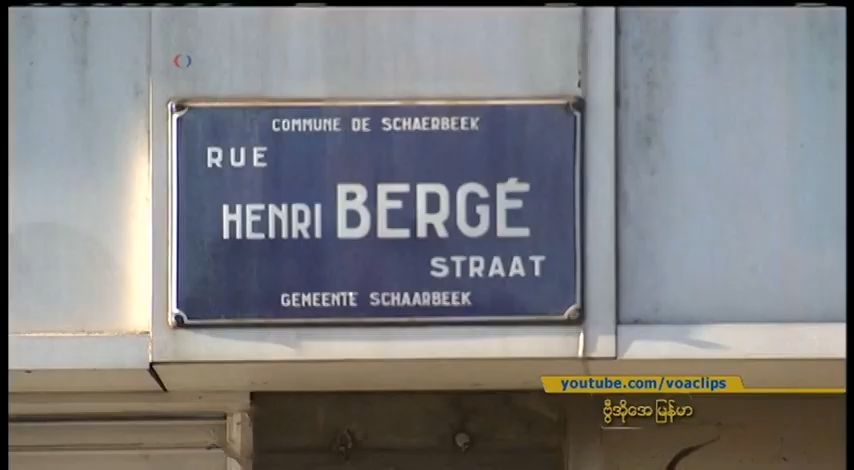 COMMUNE DE SCHAERBEEK
RUE
HENRI BERGÉ
STRAAT
GEMEENTE SCHAARBEEK
youtube.com/voaclips
ဗွီအိုအေ မြန်မာ